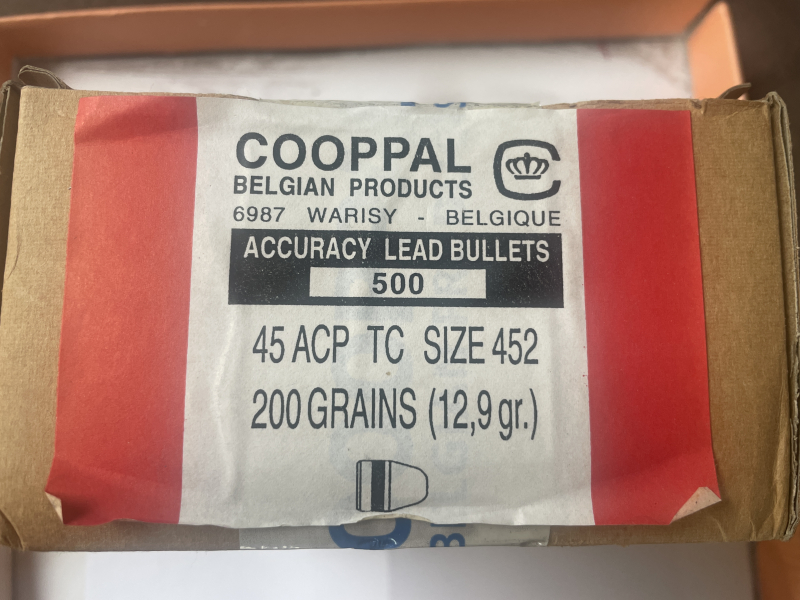 COOPPAL
BELGIAN PRODUCTS
6987 WARISY - BELGIQUE
ACCURACY LEAD BULLETS
500
45 ACP TC SIZE 452
200 GRAINS (12,9 gr.)